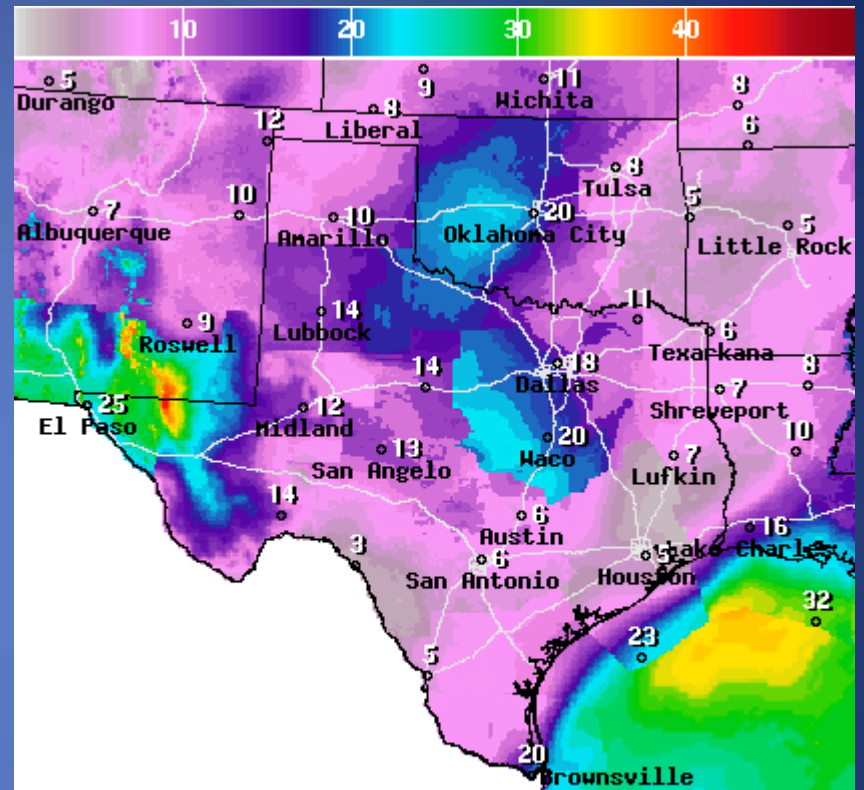 10 20 30 40
5 9 11 8
Durango Wichita
8
Liberal
12 6
8
Tulsa
7 10 10 20 5 5
Albuquerque Amarillo Oklahoma City
Little Rock
14 11
9 Lubbock 6
Roswell Texarkana
18
14 Dallas 7 8
25 12 Shreveport
El Paso Midland
20 10
13 Waco 7
San Angelo Lufkin
14 6 16
Austin
3 6 Lake Charles
San Antonio Houston
32
23
5
20
Brownsville